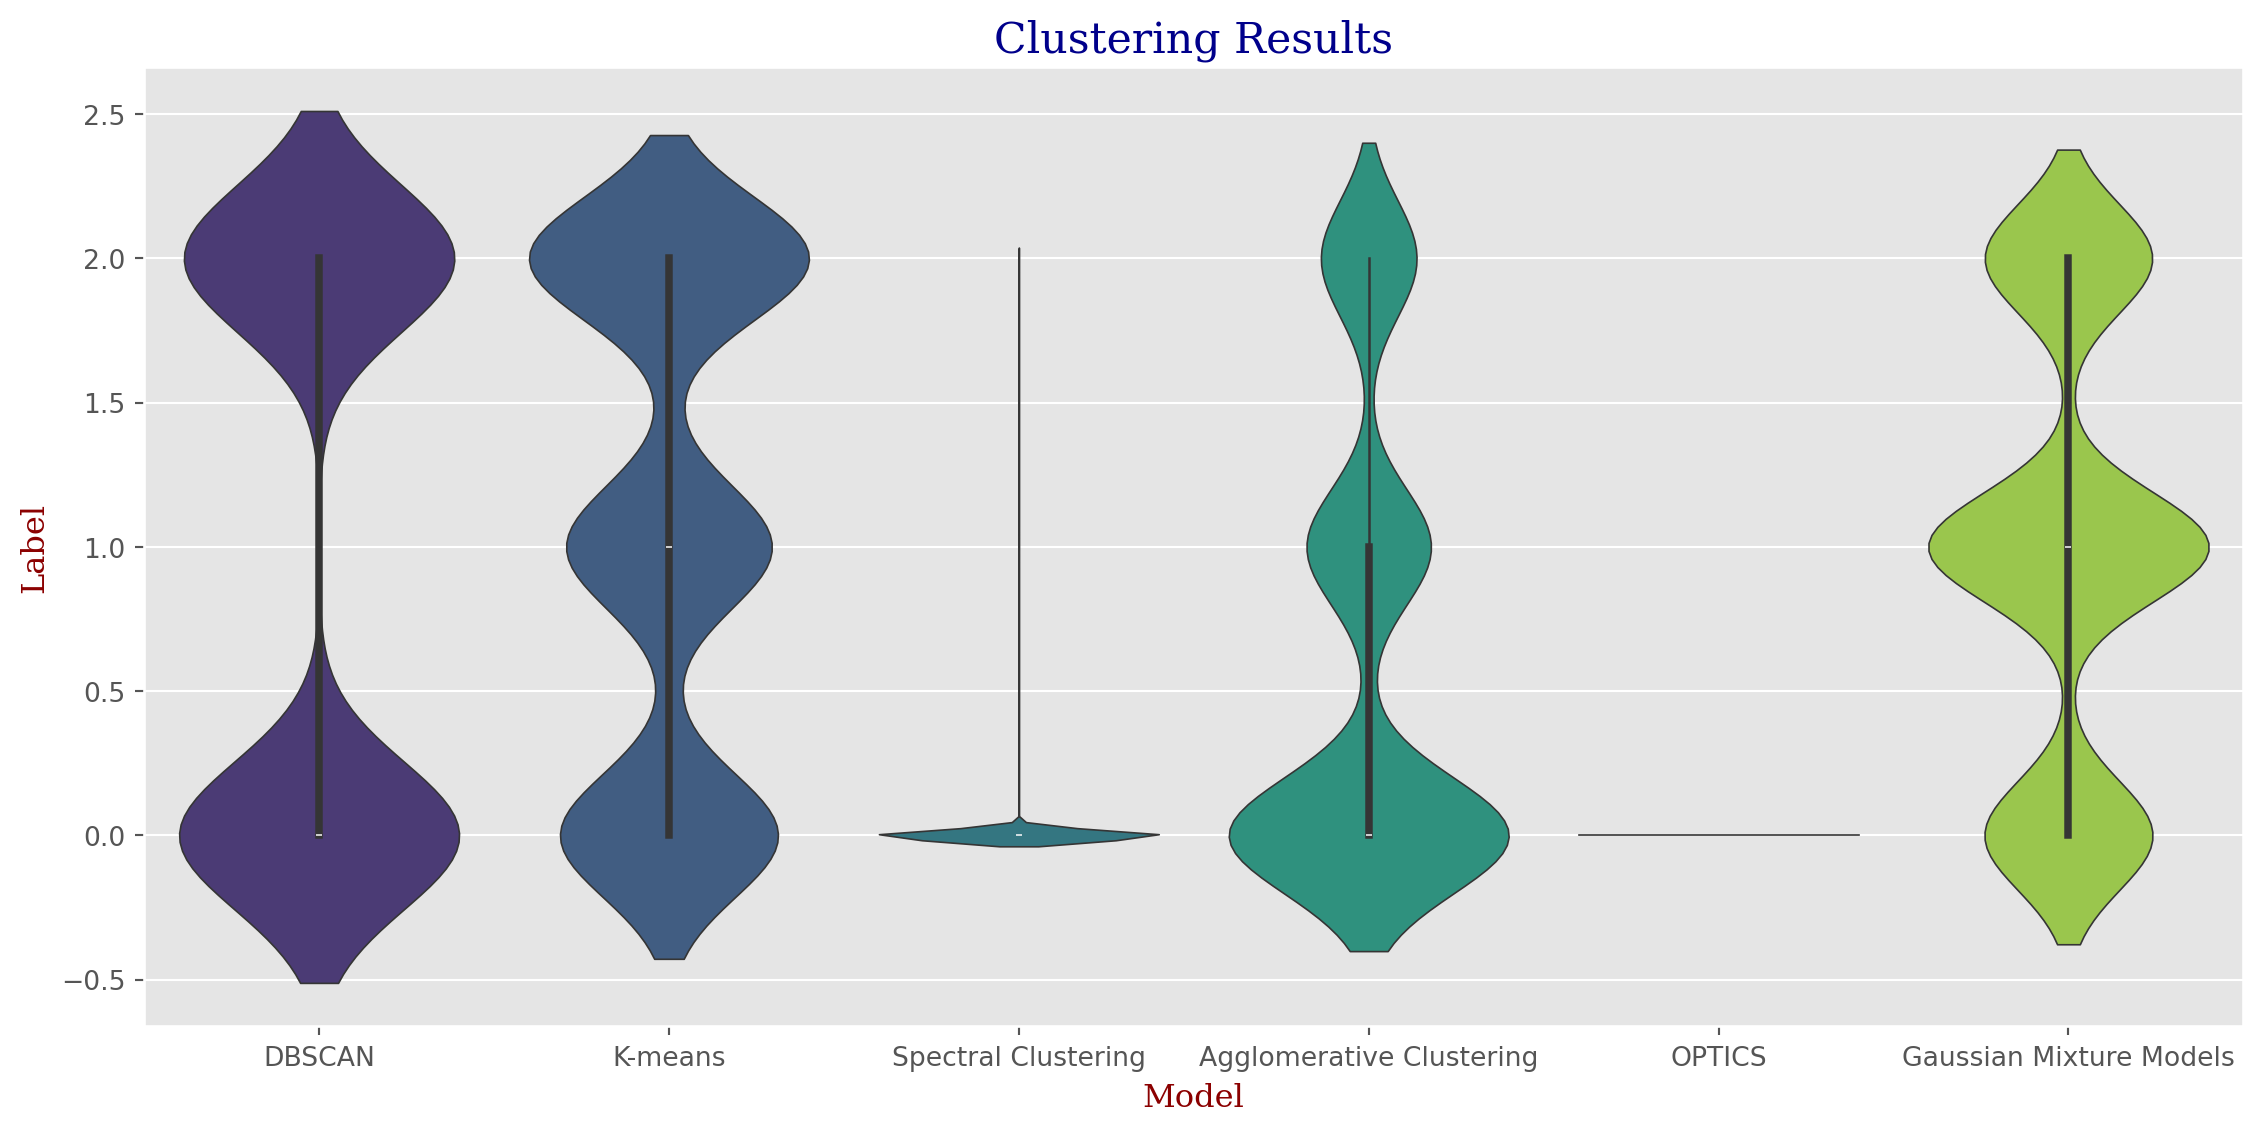 Clustering Results
2.5
2.0
1.5
1.0
0.5
0.0
−0.5
Label
DBSCAN K-means Spectral Clustering Agglomerative Clustering OPTICS Gaussian Mixture Models
Model